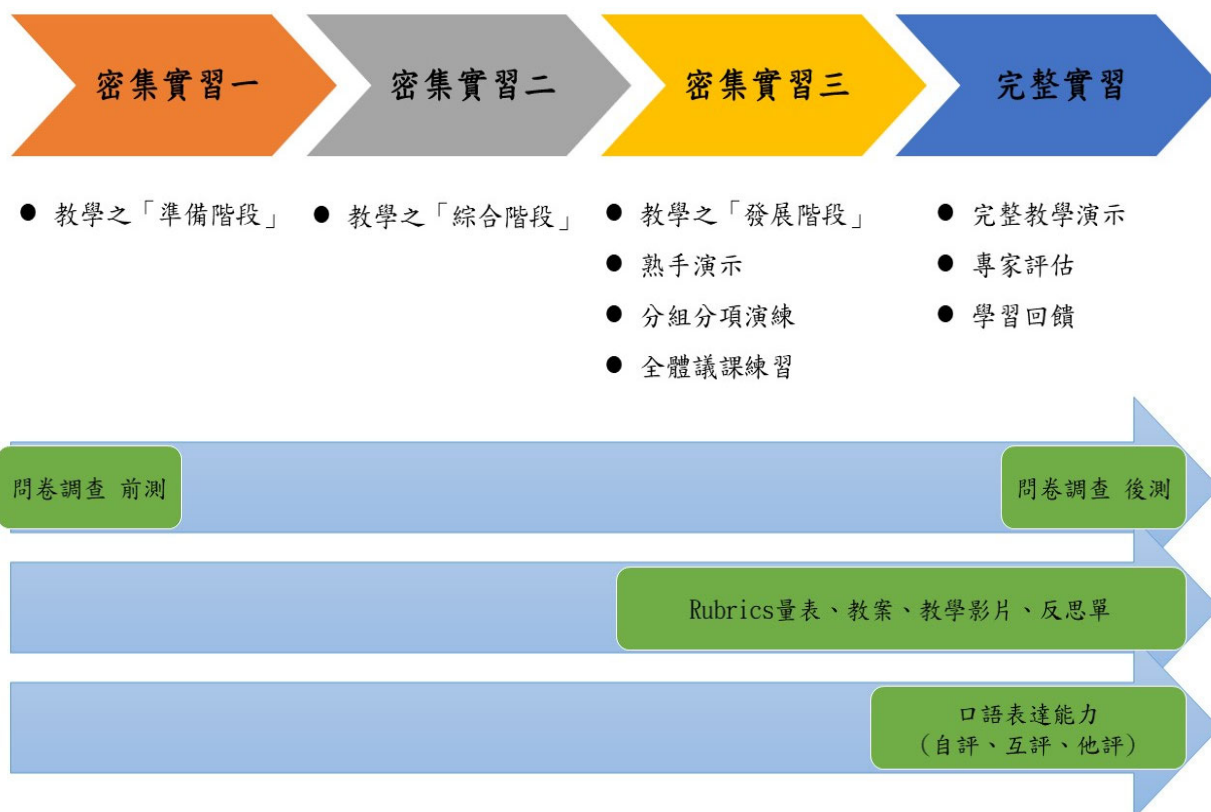 密集實習一
密集實習二
密集實習三
完整實習
● 教學之「準備階段」
● 教學之「綜合階段」
● 教學之「發展階段」
● 熟手演示
● 分組分項演練
● 全體議課練習
● 完整教學演示
● 專家評估
● 學習回饋
問卷調查 前測
問卷調查 後測
Rubrics量表、教案、教學影片、反思單
口語表達能力
(自評、互評、他評)